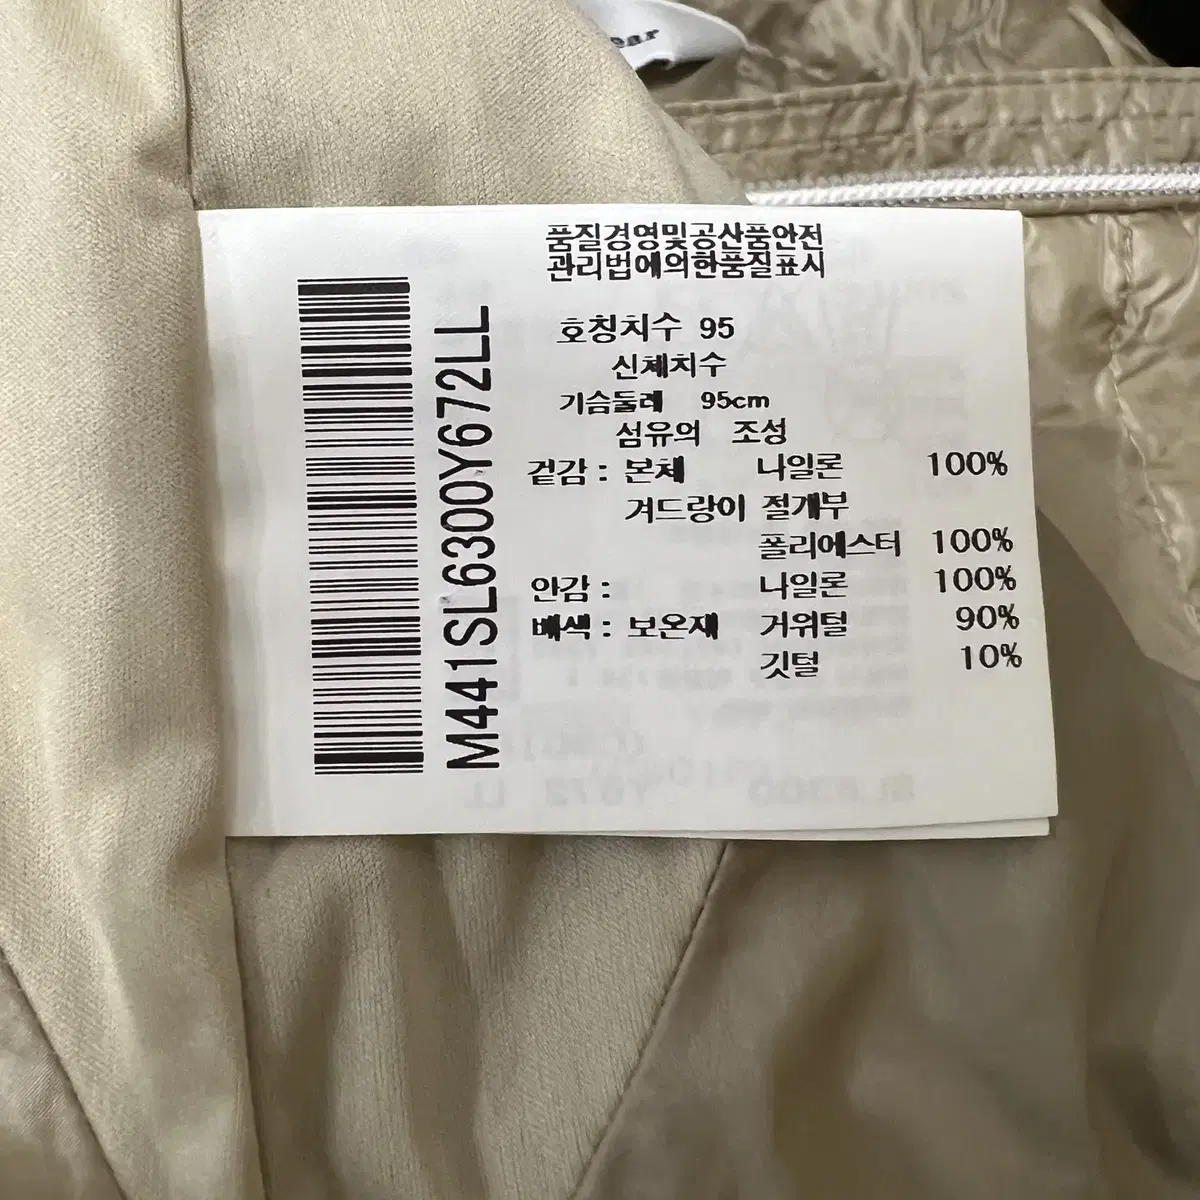 품질경영및공산품안전
관리법에의한품질표시
호칭치수 95
신체치수
기슴둘레 95cm
섬유의 조성
겉감 : 본체 나일론 100%
겨드랑이 절개부
폴리에스터 100%
안감 : 나일론 100%
배색 : 보온재 거위털 90%
깃털 10%
M441SL6300Y672LL